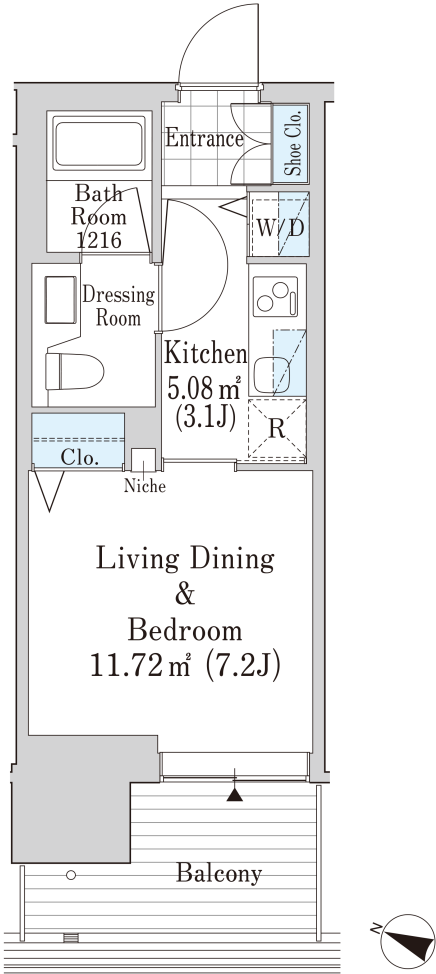 Entrance
Shoe Clo.
Bath
Room
1216
W/D
Dressing
Room
Kitchen
5.08㎡
(3.1J)
R
Clo.
Niche
Living Dining
&
Bedroom
11.72㎡ (7.2J)
Balcony
N